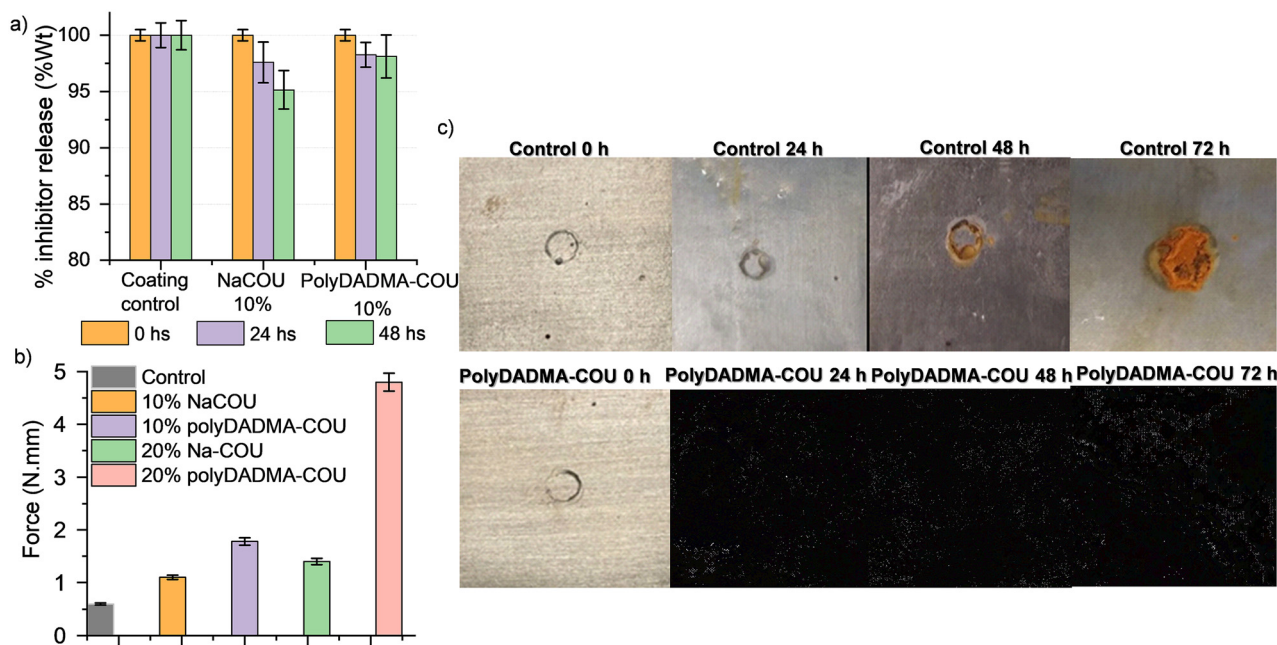 a)
% inhibitor release (%Wt)
100
95
90
85
80
Coating
control
NaCOU
10%
PolyDADMA-COU
10%
0 hs
24 hs
48 hs
b)
Force (N.mm)
5
4
3
2
1
0
Control
10% NaCOU
10% polyDADMA-COU
20% Na-COU
20% polyDADMA-COU
c)
Control 0 h
Control 24 h
Control 48 h
Control 72 h
PolyDADMA-COU 0 h
PolyDADMA-COU 24 h
PolyDADMA-COU 48 h
PolyDADMA-COU 72 h